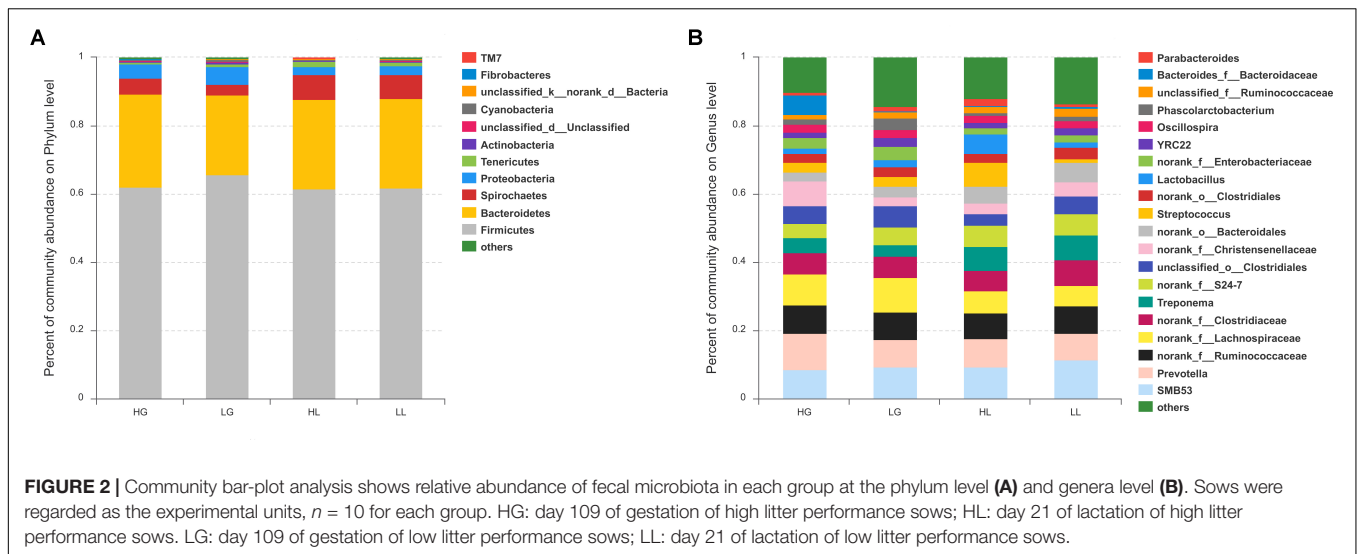 A
Percent of community abundance on Phylum level
1
0.8
0.6
0.4
0.2
0
HG LG HL LL
TM7
Fibrobacteres
unclassified_k__norank_d__Bacteria
Cyanobacteria
unclassified_d__Unclassified
Actinobacteria
Tenericutes
Proteobacteria
Spirochaetes
Bacteroidetes
Firmicutes
others
B
Percent of community abundance on Genus level
1
0.8
0.6
0.4
0.2
0
HG LG HL LL
Parabacteroides
Bacteroides_f__Bacteroidaceae
unclassified_f__Ruminococcaceae
Phascolarctobacterium
Oscillospira
YRC22
norank_f__Enterobacteriaceae
Lactobacillus
norank_o__Clostridiales
Streptococcus
norank_o__Bacteroidales
norank_f__Christensenellaceae
unclassified_o__Clostridiales
norank_f__S24-7
Treponema
norank_f__Clostridiaceae
norank_f__Lachnospiraceae
norank_f__Ruminococcaceae
Prevotella
SMB53
others
FIGURE 2 | Community bar-plot analysis shows relative abundance of fecal microbiota in each group at the phylum level (A) and genera level (B). Sows were
regarded as the experimental units, n = 10 for each group. HG: day 109 of gestation of high litter performance sows; HL: day 21 of lactation of high litter
performance sows. LG: day 109 of gestation of low litter performance sows; LL: day 21 of lactation of low litter performance sows.